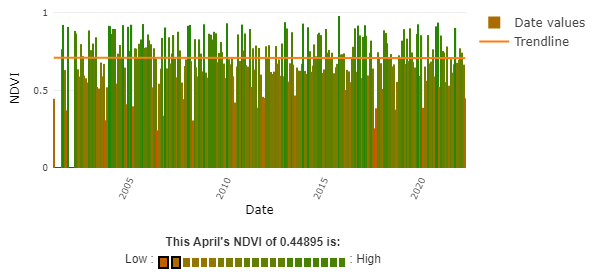 1
Date values
Trendline
NDVI
0.5
0
2005
2010
2015
2020
Date
This April's NDVI of 0.44895 is:
Low : : High